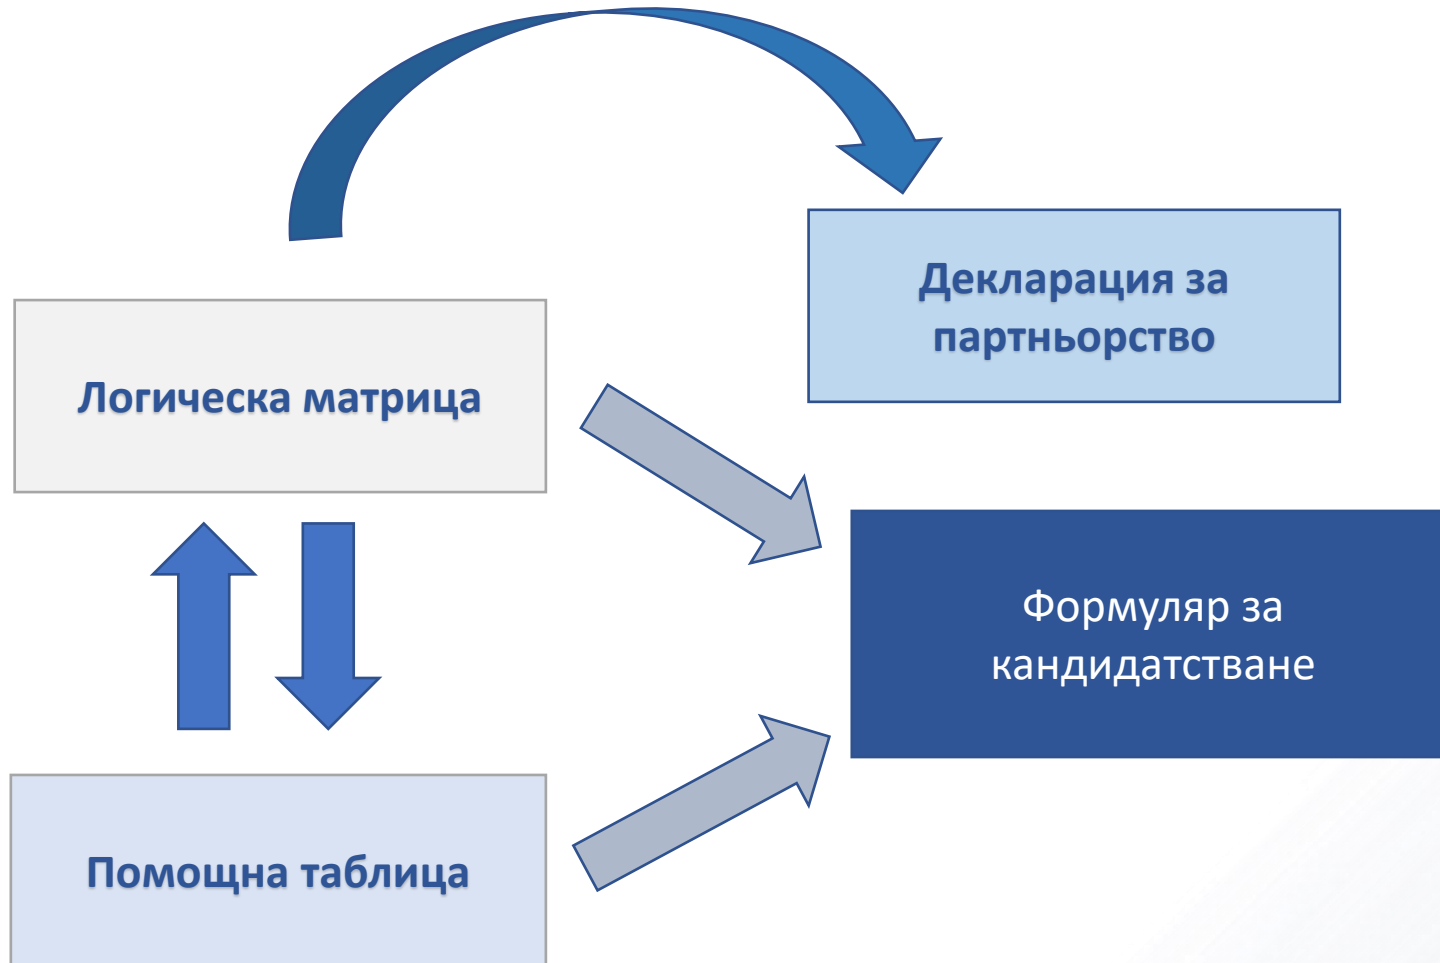 Декларация за
партньорство
Логическа матрица
Формуляр за
кандидатстване
Помощна таблица